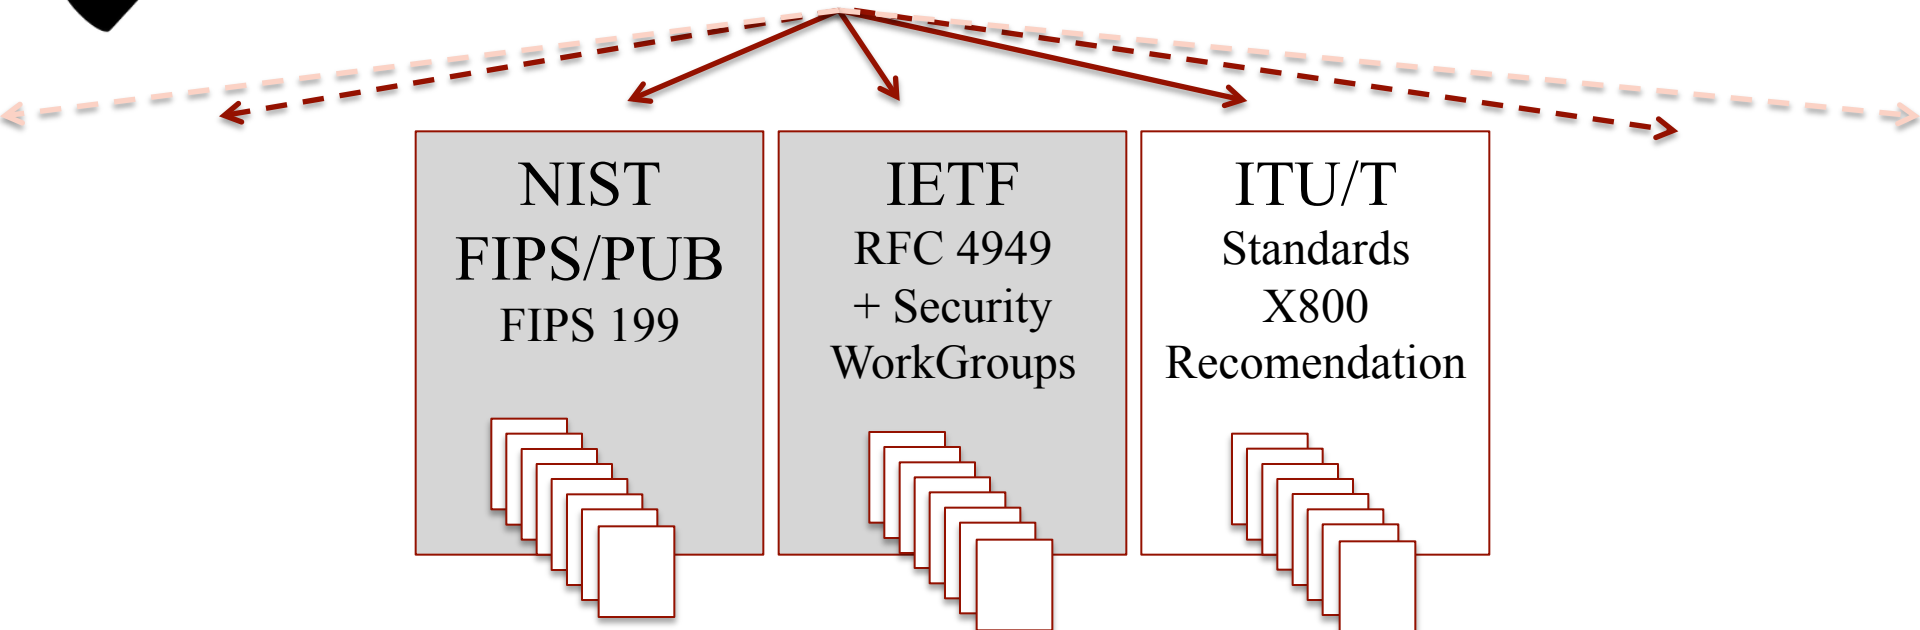 NIST
FIPS/PUB
FIPS 199
IETF
RFC 4949
+ Security
WorkGroups
ITU/T
Standards
X800
Recomendation